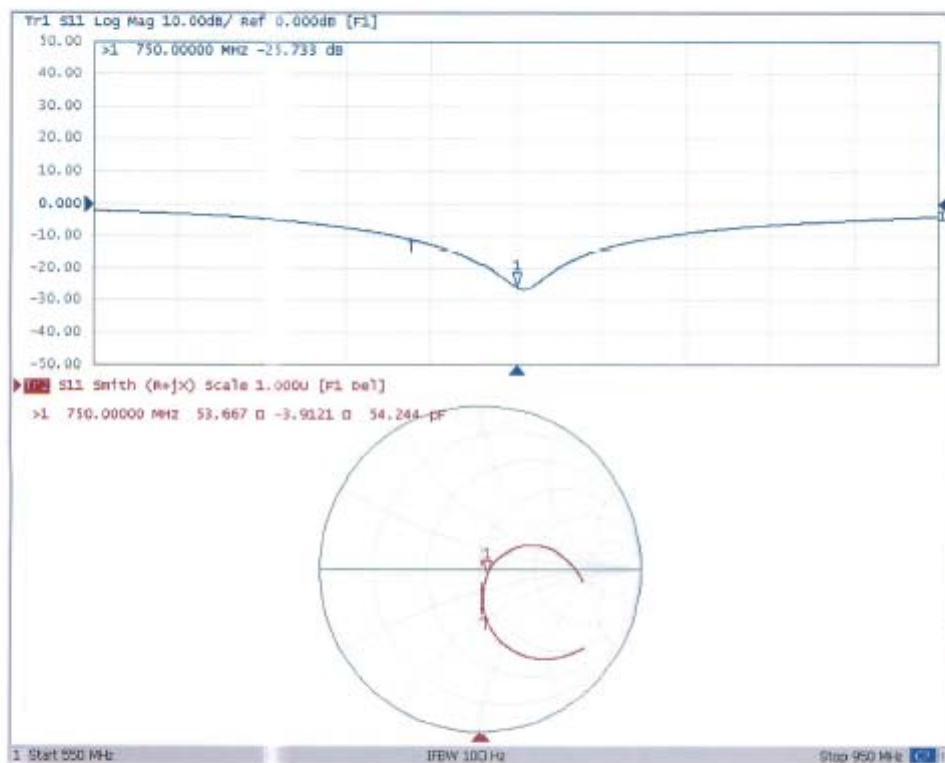 Tr1 S11 Log Mag 10.00dB/ Ref 0.000dB [F1]
50.00
>1 750.00000 MHz -25.733 dB
40.00
30.00
20.00
10.00
0.000
-10.00
-20.00
1
-30.00
-40.00
-50.00
S11 Smith (R+jX) Scale 1.000U [F1 Del]
>1 750.00000 MHz 53.667 Ω -3.9121 Ω 54.244 pF
1
1 Start 550 MHz IFBW 100 Hz Stop 950 MHz